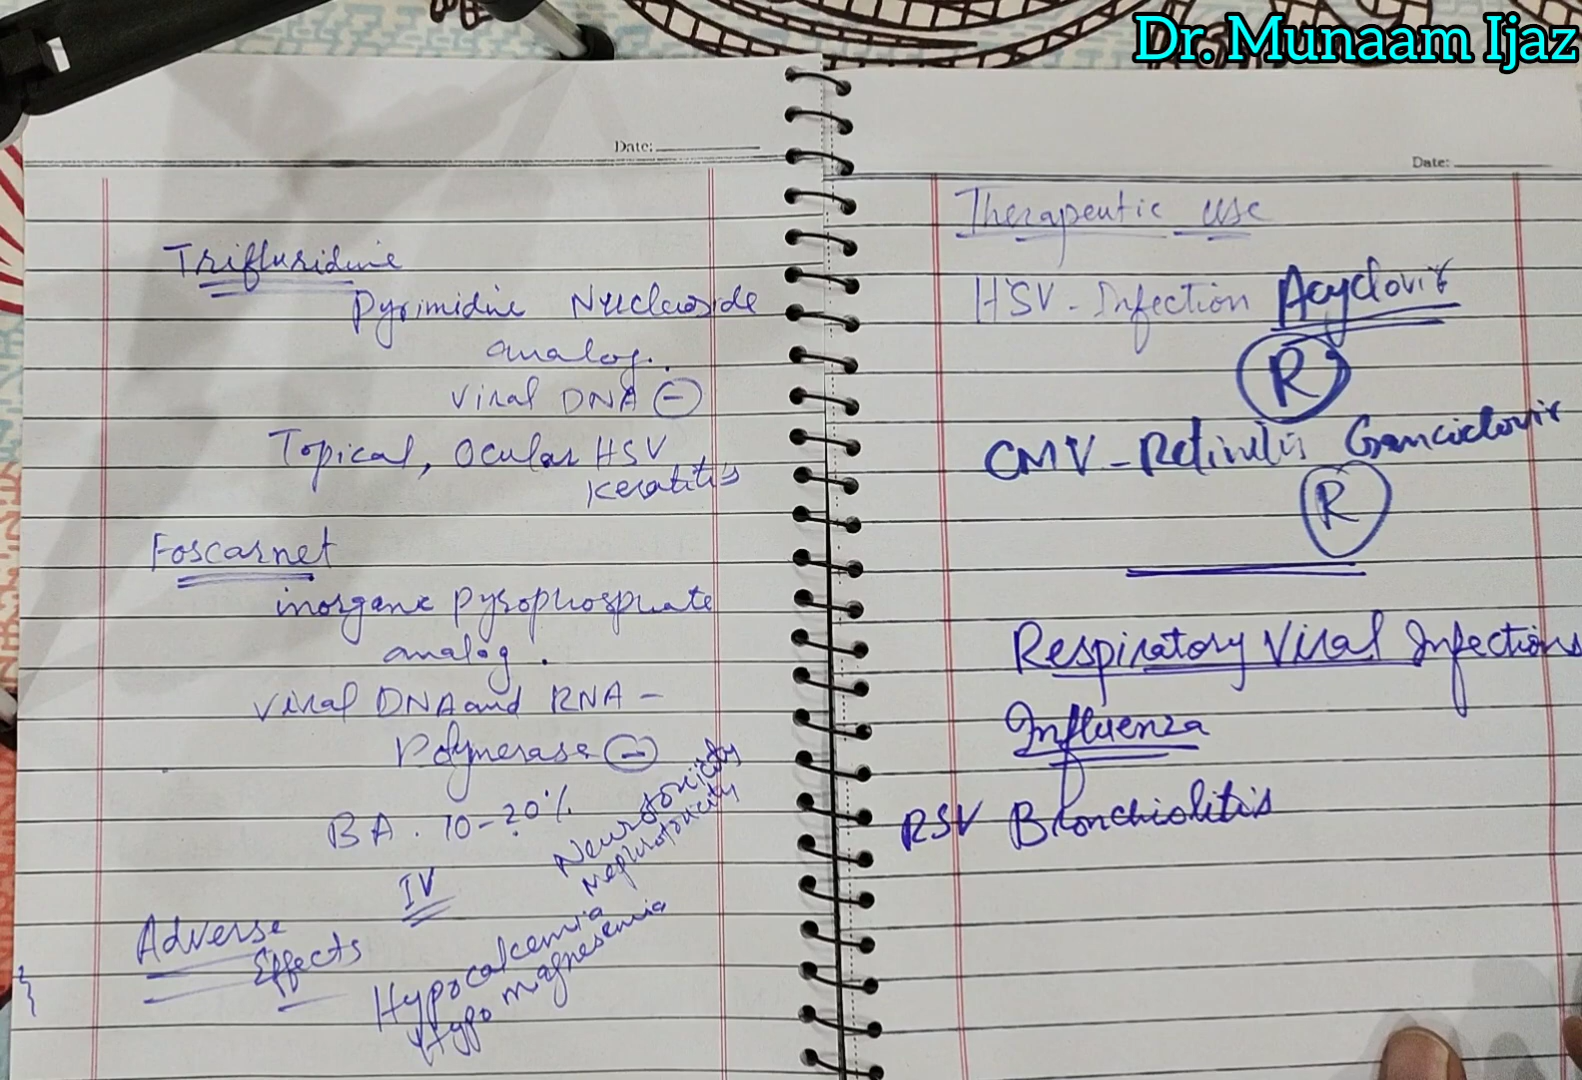 Dr. Munaam Ijaz
Date:
Trifluridine
Pyrimidine Nucleoside
analog.
Viral DNA (-)
Topical, Ocular HSV
Keratitis
Foscarnet
inorganic pyrophosphate
analog.
Viral DNA and RNA -
Polymerase (-)
BA. 10-20%
IV
Neurotoxicity
Nephrotoxicity
Adverse
Effects
Hypocalcemia
Hypo magnesemia
Date:
Therapeutic use
HSV-Infection Acyclovir
R
CMV-Retinitis Ganciclovir
R
Respiratory Viral Infections
Influenza
RSV Bronchiolitis